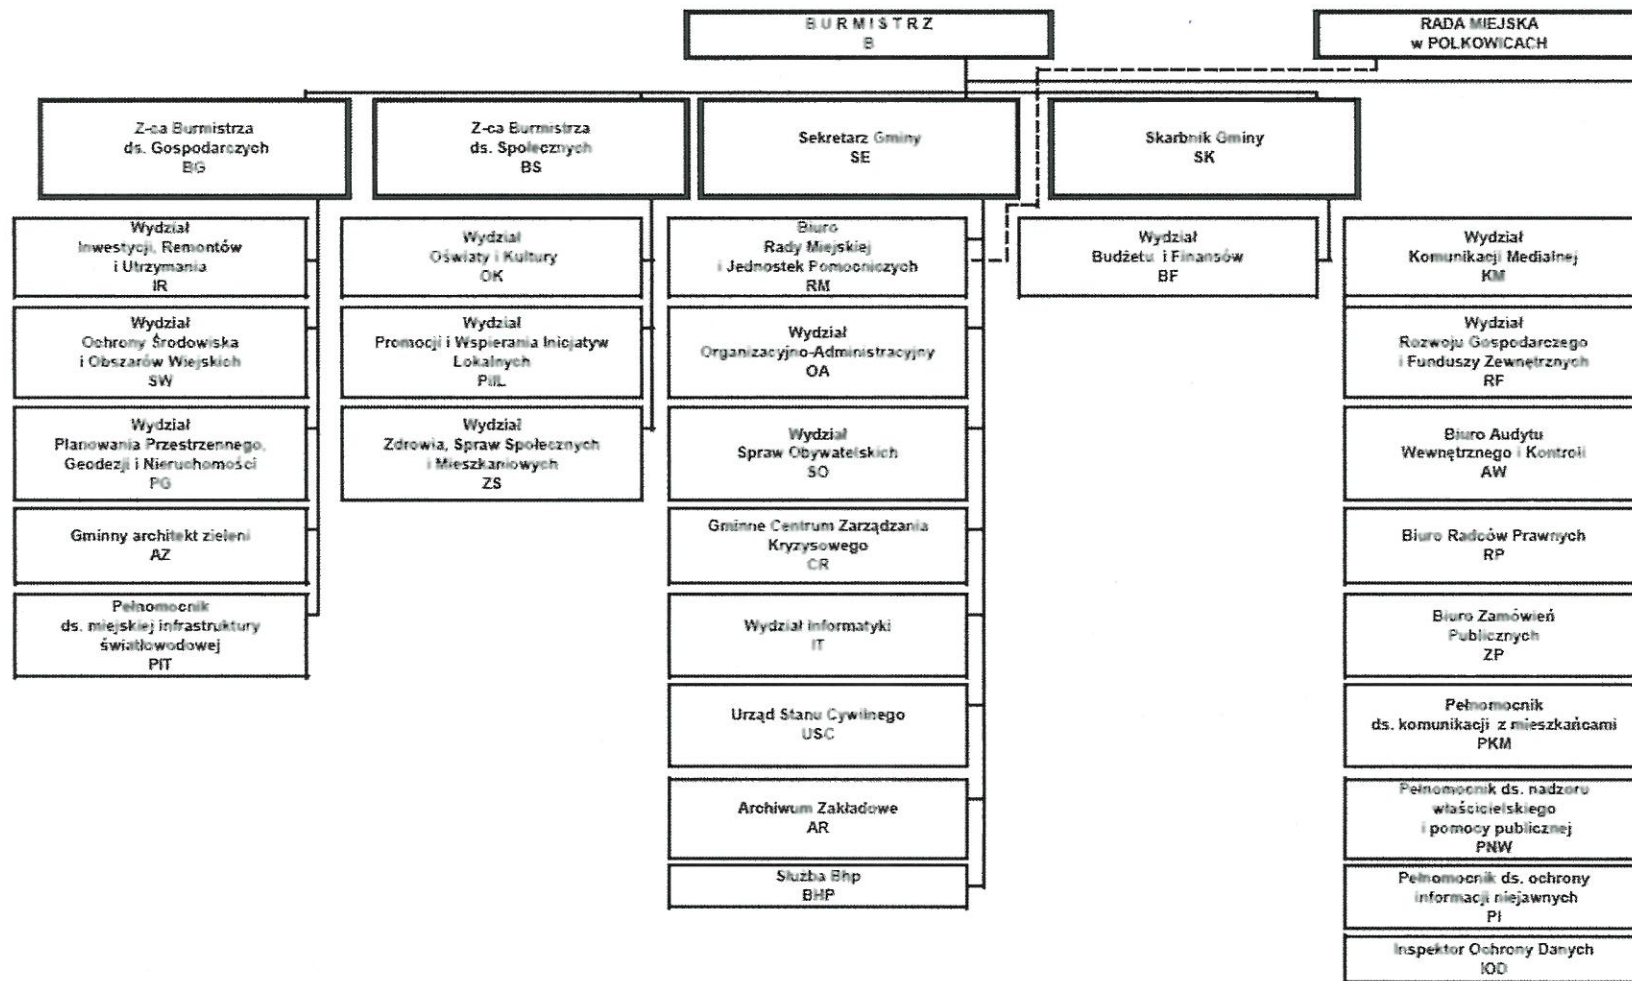 BURMISTRZ
B
RADA MIEJSKA
w POLKOWICACH
Z-ca Burmistrza
ds. Gospodarczych
BG
Z-ca Burmistrza
ds. Społecznych
BS
Sekretarz Gminy
SE
Skarbnik Gminy
SK
Wydział
Inwestycji, Remontów
i Utrzymania
IR
Wydział
Ochrony Środowiska
i Obszarów Wiejskich
SW
Wydział
Planowania Przestrzennego,
Geodezji i Nieruchomości
PG
Gminny architekt zieleni
AZ
Pełnomocnik
ds. miejskiej infrastruktury
światłowodowej
PIT
Wydział
Oświaty i Kultury
OK
Wydział
Promocji i Wspierania Inicjatyw
Lokalnych
PiIL
Wydział
Zdrowia, Spraw Społecznych
i Mieszkaniowych
ZS
Biuro
Rady Miejskiej
i Jednostek Pomocniczych
RM
Wydział
Organizacyjno-Administracyjny
OA
Wydział
Spraw Obywatelskich
SO
Gminne Centrum Zarządzania
Kryzysowego
CR
Wydział Informatyki
IT
Urząd Stanu Cywilnego
USC
Archiwum Zakładowe
AR
Służba Bhp
BHP
Wydział
Budżetu i Finansów
BF
Wydział
Komunikacji Medialnej
KM
Wydział
Rozwoju Gospodarczego
i Funduszy Zewnętrznych
RF
Biuro Audytu
Wewnętrznego i Kontroli
AW
Biuro Radców Prawnych
RP
Biuro Zamówień
Publicznych
ZP
Pełnomocnik
ds. komunikacji z mieszkańcami
PKM
Pełnomocnik ds. nadzoru
właścicielskiego
i pomocy publicznej
PNW
Pełnomocnik ds. ochrony
informacji niejawnych
PI
Inspektor Ochrony Danych
IOD